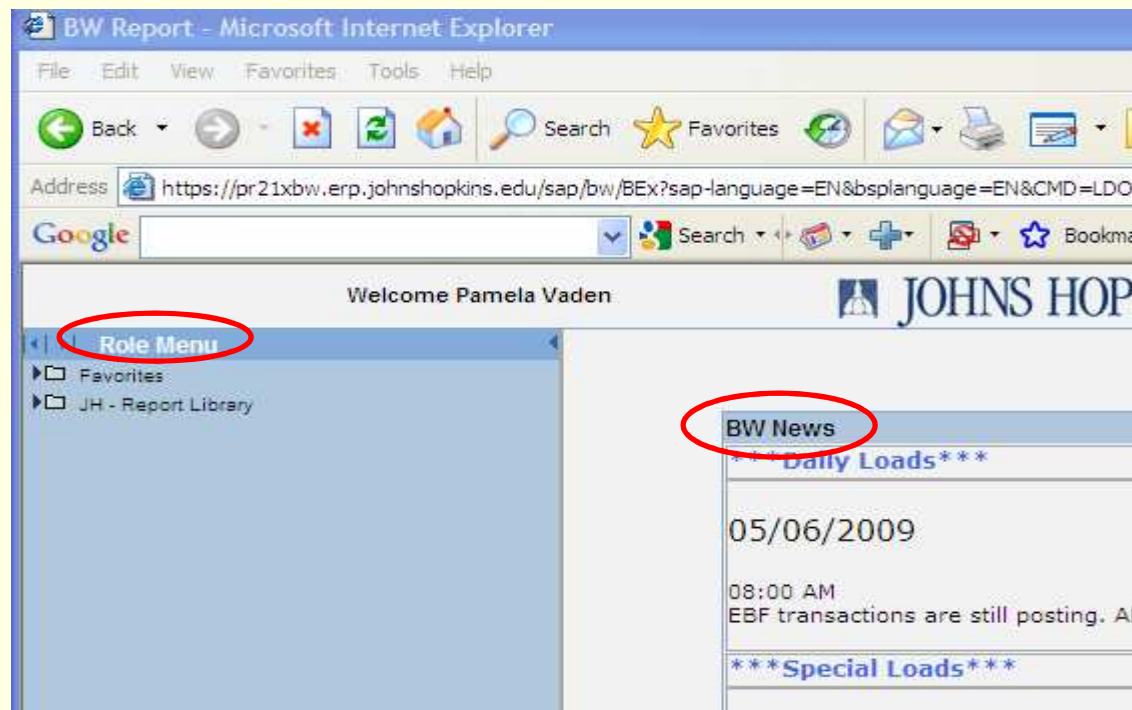 BW Report - Microsoft Internet Explorer
File Edit View Favorites Tools Help
Back Search Favorites
Address https://pr21xbw.erp.johnshopkins.edu/sap/bw/BEx?sap-language=EN&bsplanguage=EN&CMD=LDO
Google Search Bookma
Welcome Pamela Vaden JOHNS HOP
Role Menu
Favorites
JH - Report Library
BW News
***Daily Loads***
05/06/2009
08:00 AM
EBF transactions are still posting. A
***Special Loads***